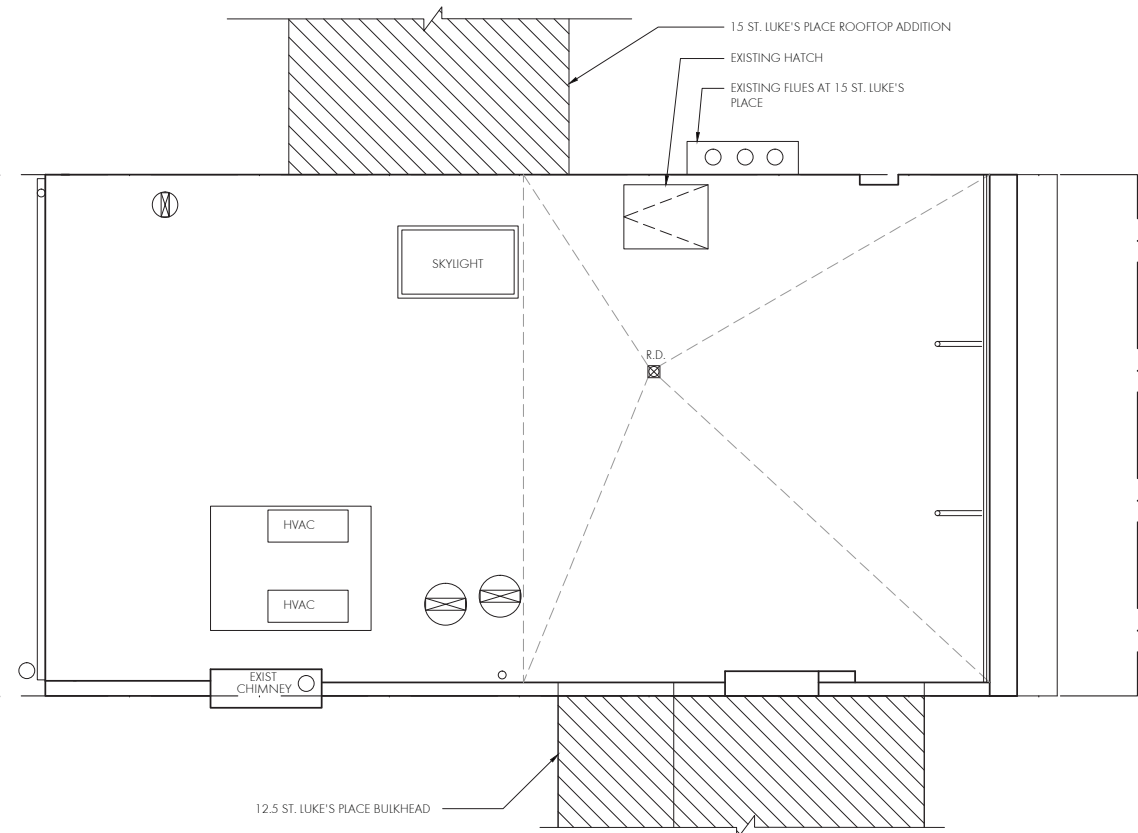 15 ST. LUKE'S PLACE ROOFTOP ADDITION
EXISTING HATCH
EXISTING FLUES AT 15 ST. LUKE'S
PLACE
SKYLIGHT
R.D.
HVAC
HVAC
EXIST
CHIMNEY
12.5 ST. LUKE'S PLACE BULKHEAD